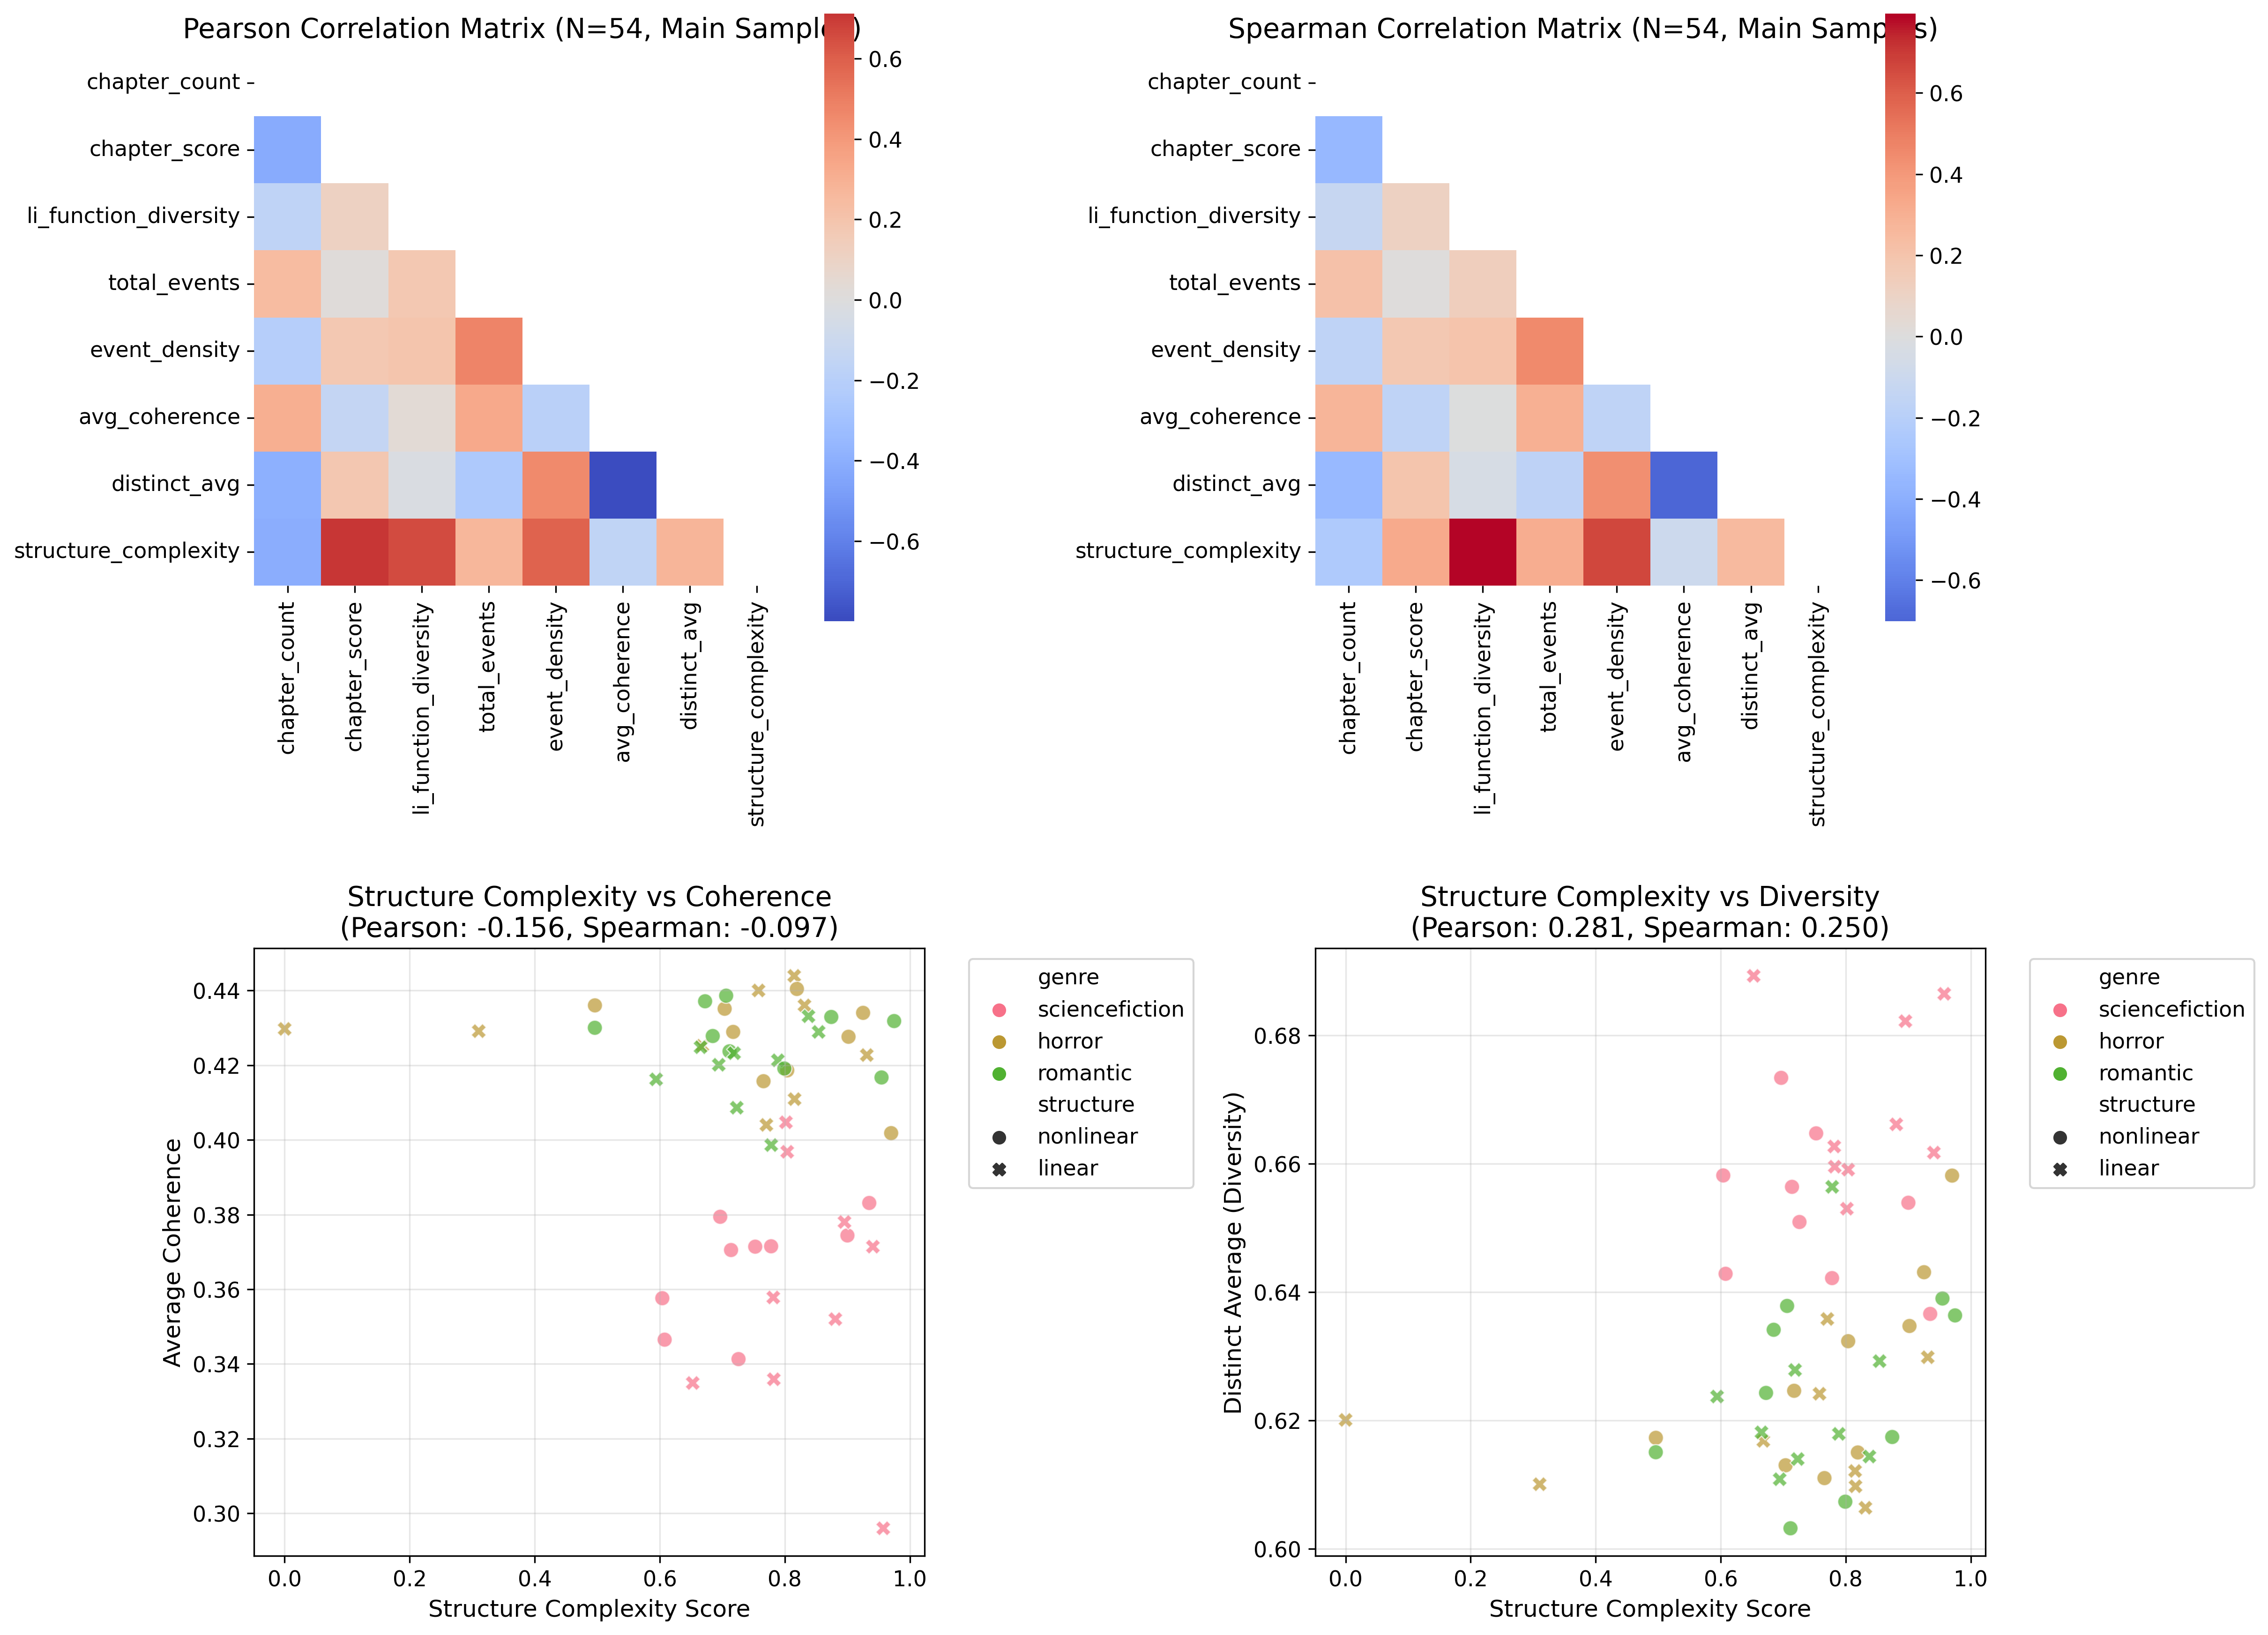 Pearson Correlation Matrix (N=54, Main Sample)
chapter_count
chapter_score
li_function_diversity
total_events
event_density
avg_coherence
distinct_avg
structure_complexity
chapter_count
chapter_score
li_function_diversity
total_events
event_density
avg_coherence
distinct_avg
structure_complexity
0.6
0.4
0.2
0.0
−0.2
−0.4
−0.6
Spearman Correlation Matrix (N=54, Main Samples)
chapter_count
chapter_score
li_function_diversity
total_events
event_density
avg_coherence
distinct_avg
structure_complexity
chapter_count
chapter_score
li_function_diversity
total_events
event_density
avg_coherence
distinct_avg
structure_complexity
0.6
0.4
0.2
0.0
−0.2
−0.4
−0.6
Structure Complexity vs Coherence
(Pearson: -0.156, Spearman: -0.097)
Average Coherence
0.44
0.42
0.40
0.38
0.36
0.34
0.32
0.30
0.0 0.2 0.4 0.6 0.8 1.0
Structure Complexity Score
genre
sciencefiction
horror
romantic
structure
nonlinear
linear
Structure Complexity vs Diversity
(Pearson: 0.281, Spearman: 0.250)
Distinct Average (Diversity)
0.68
0.66
0.64
0.62
0.60
0.0 0.2 0.4 0.6 0.8 1.0
Structure Complexity Score
genre
sciencefiction
horror
romantic
structure
nonlinear
linear